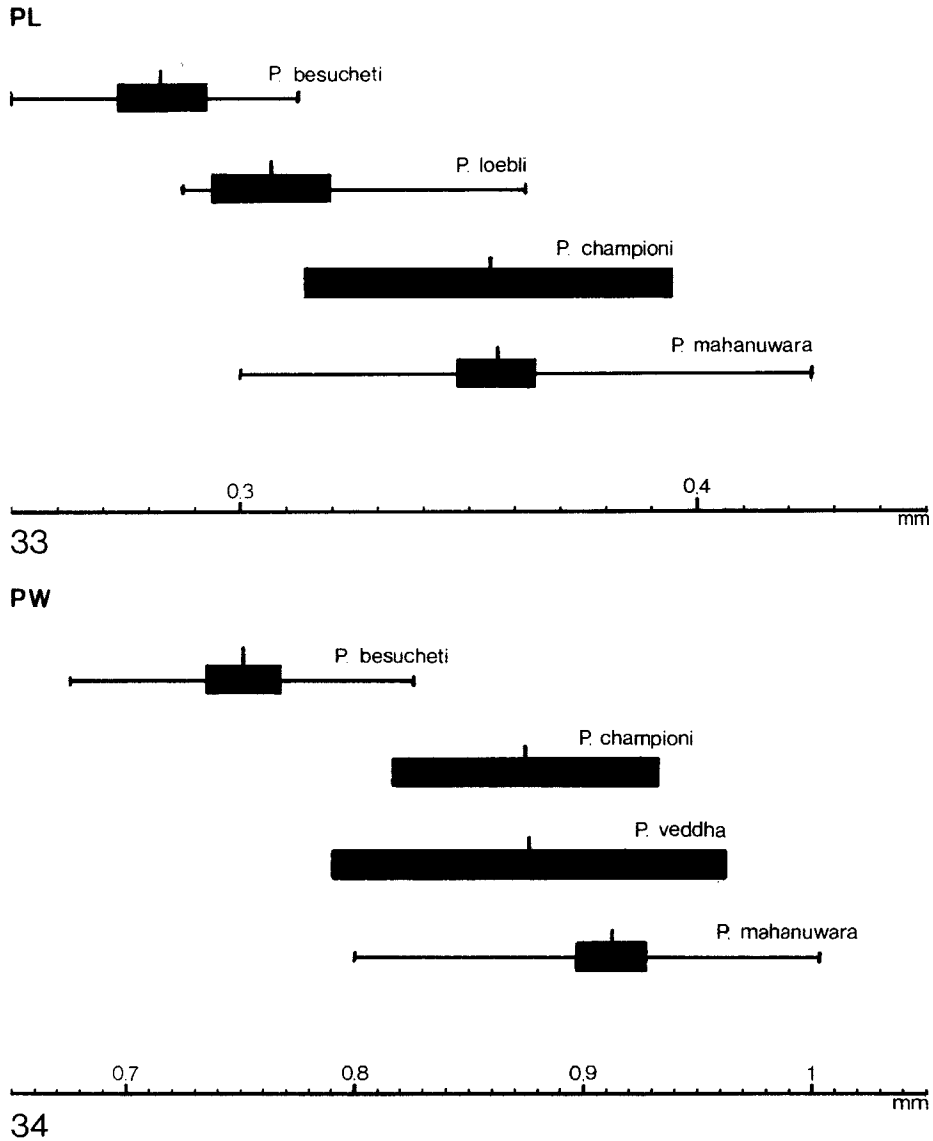 PL
P. besucheti
P. loebli
P. championi
P. mahanuwara
0.3 0.4
mm
33
PW
P. besucheti
P. championi
P. veddha
P. mahanuwara
0.7 0.8 0.9 1
mm
34